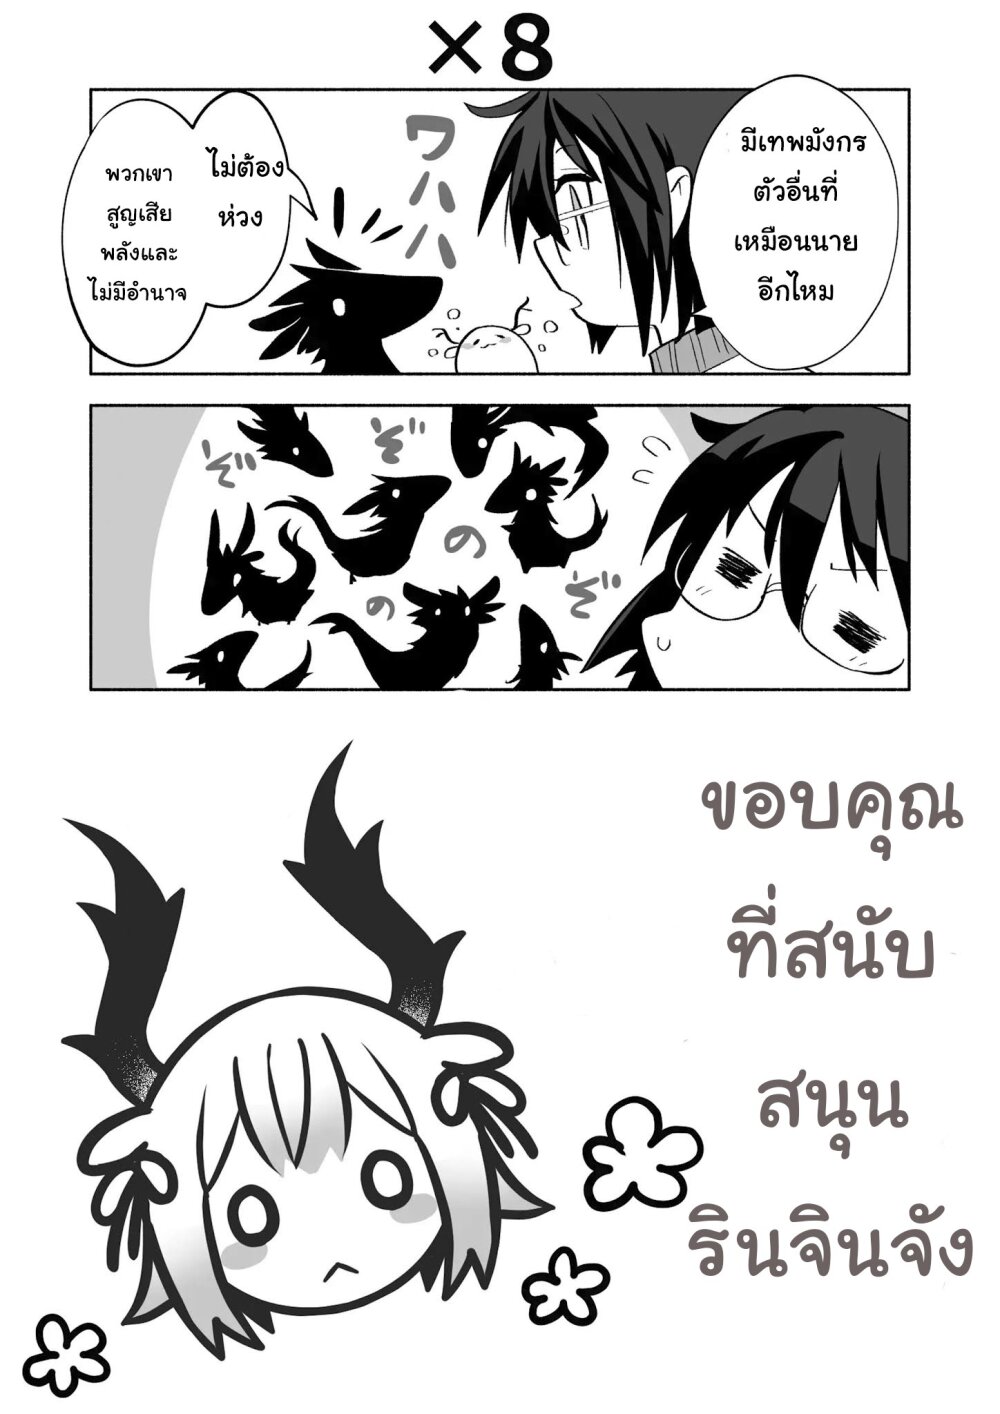 ×8
มีเทพมังกร
ตัวอื่นที่
เหมือนนาย
อีกไหม
ワハハハ
ไม่ต้อง
ห่วง
พวกเขา
สูญเสีย
พลังและ
ไม่มีอำนาจ
ぞ
ぞ
の
ぞ
の
ขอบคุณ
ที่สนับ
สนุน
รินจินจัง